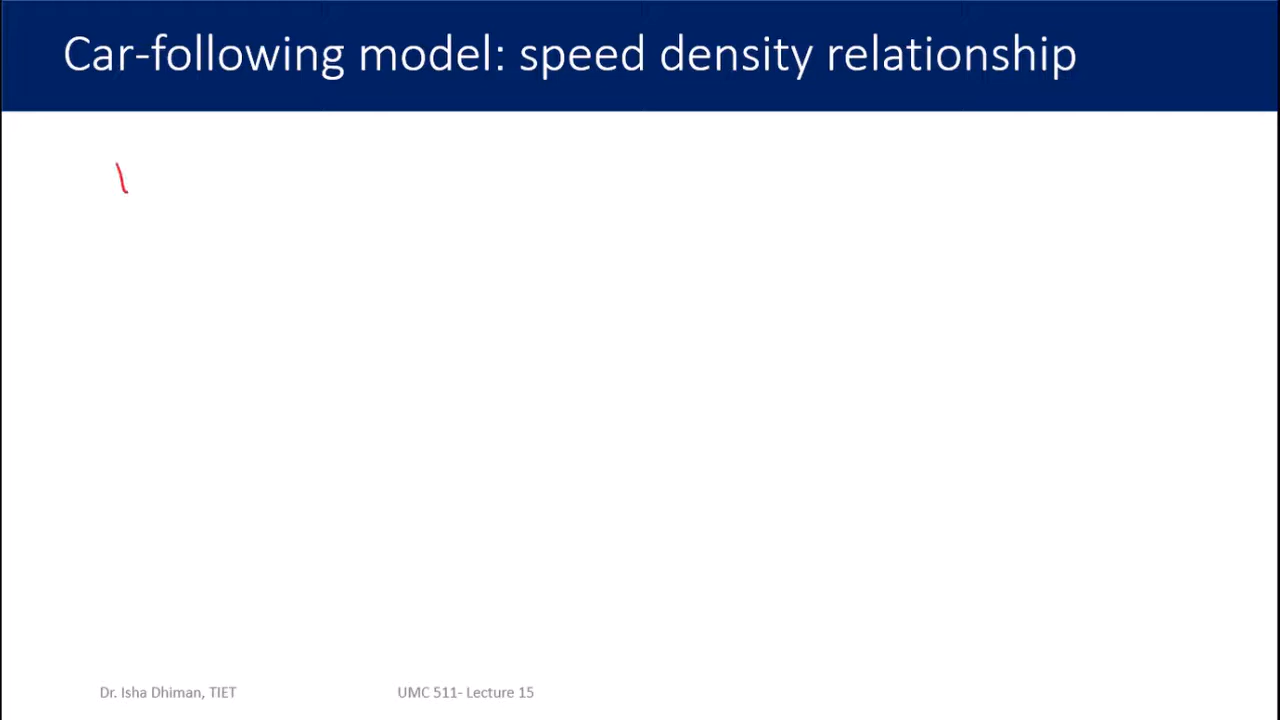 Car-following model: speed density relationship
Dr. Isha Dhiman, TIET
UMC 511- Lecture 15